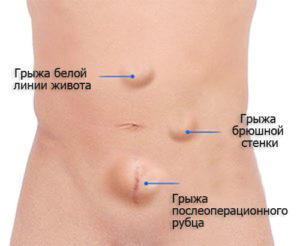 Грыжа белой
линии живота
Грыжа
брюшной
стенки
Грыжа
послеоперационного
рубца